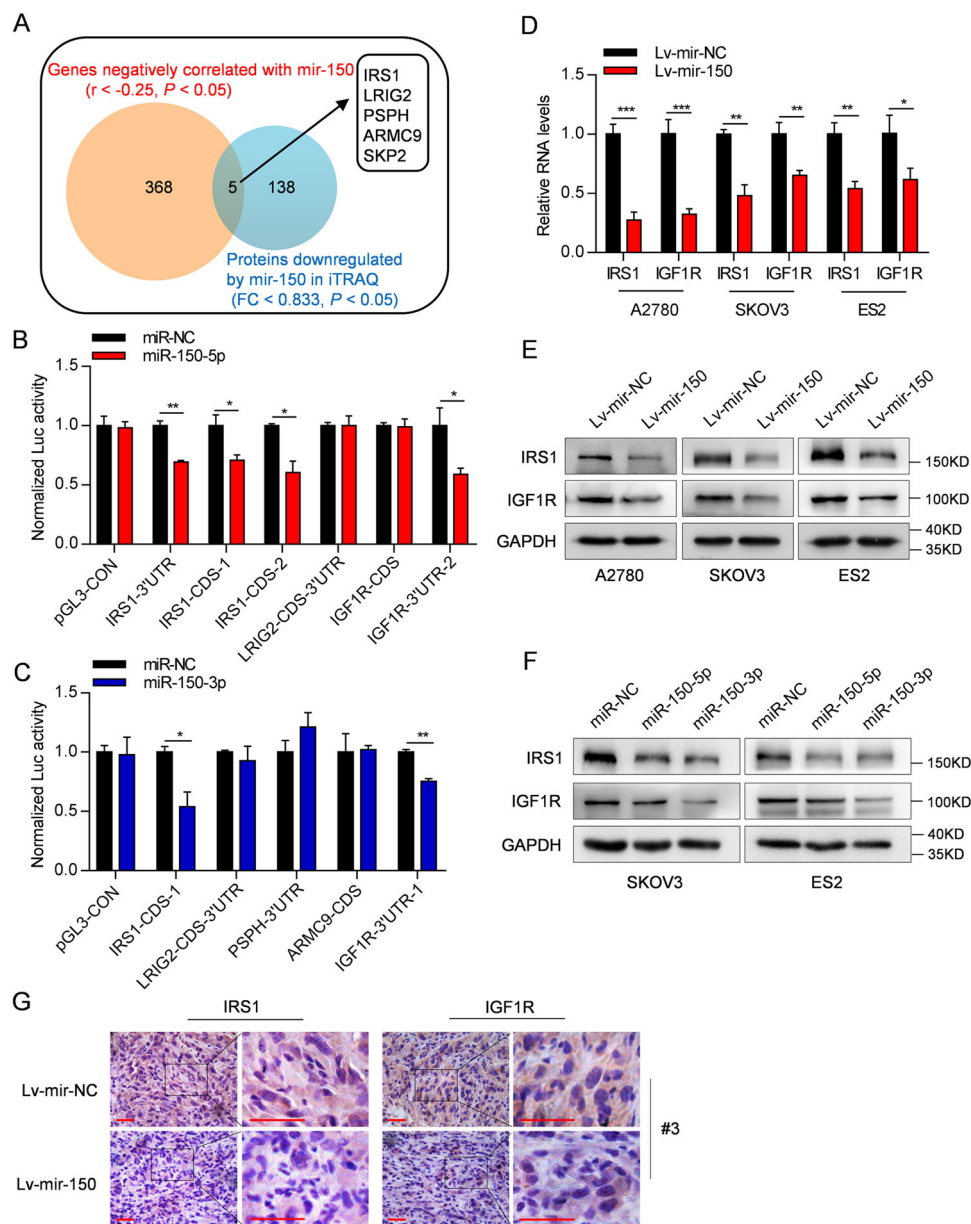 A
Genes negatively correlated with mir-150
(r < -0.25, P < 0.05)
368
5
138
IRS1
LRIG2
PSPH
ARMC9
SKP2
Proteins downregulated
by mir-150 in iTRAQ
(FC < 0.833, P < 0.05)
B
miR-NC
miR-150-5p
Normalized Luc activity
1.5
1.0
0.5
0.0
**
*
*
*
pGL3-CON
IRS1-3'UTR
IRS1-CDS-1
IRS1-CDS-2
LRIG2-CDS-3'UTR
IGF1R-CDS
IGF1R-3'UTR-2
C
miR-NC
miR-150-3p
Normalized Luc activity
1.5
1.0
0.5
0.0
*
**
pGL3-CON
IRS1-CDS-1
LRIG2-CDS-3'UTR
PSPH-3'UTR
ARMC9-CDS
IGF1R-3'UTR-1
D
Lv-mir-NC
Lv-mir-150
Relative RNA levels
1.5
1.0
0.5
0.0
***
***
**
**
**
*
IRS1 IGF1R IRS1 IGF1R IRS1 IGF1R
A2780 SKOV3 ES2
E
Lv-mir-NC Lv-mir-150 Lv-mir-NC Lv-mir-150 Lv-mir-NC Lv-mir-150
IRS1
150KD
IGF1R
100KD
GAPDH
40KD
35KD
A2780 SKOV3 ES2
F
miR-NC miR-150-5p miR-150-3p miR-NC miR-150-5p miR-150-3p
IRS1
150KD
IGF1R
100KD
GAPDH
40KD
35KD
SKOV3 ES2
G
IRS1 IGF1R
Lv-mir-NC
Lv-mir-150
#3